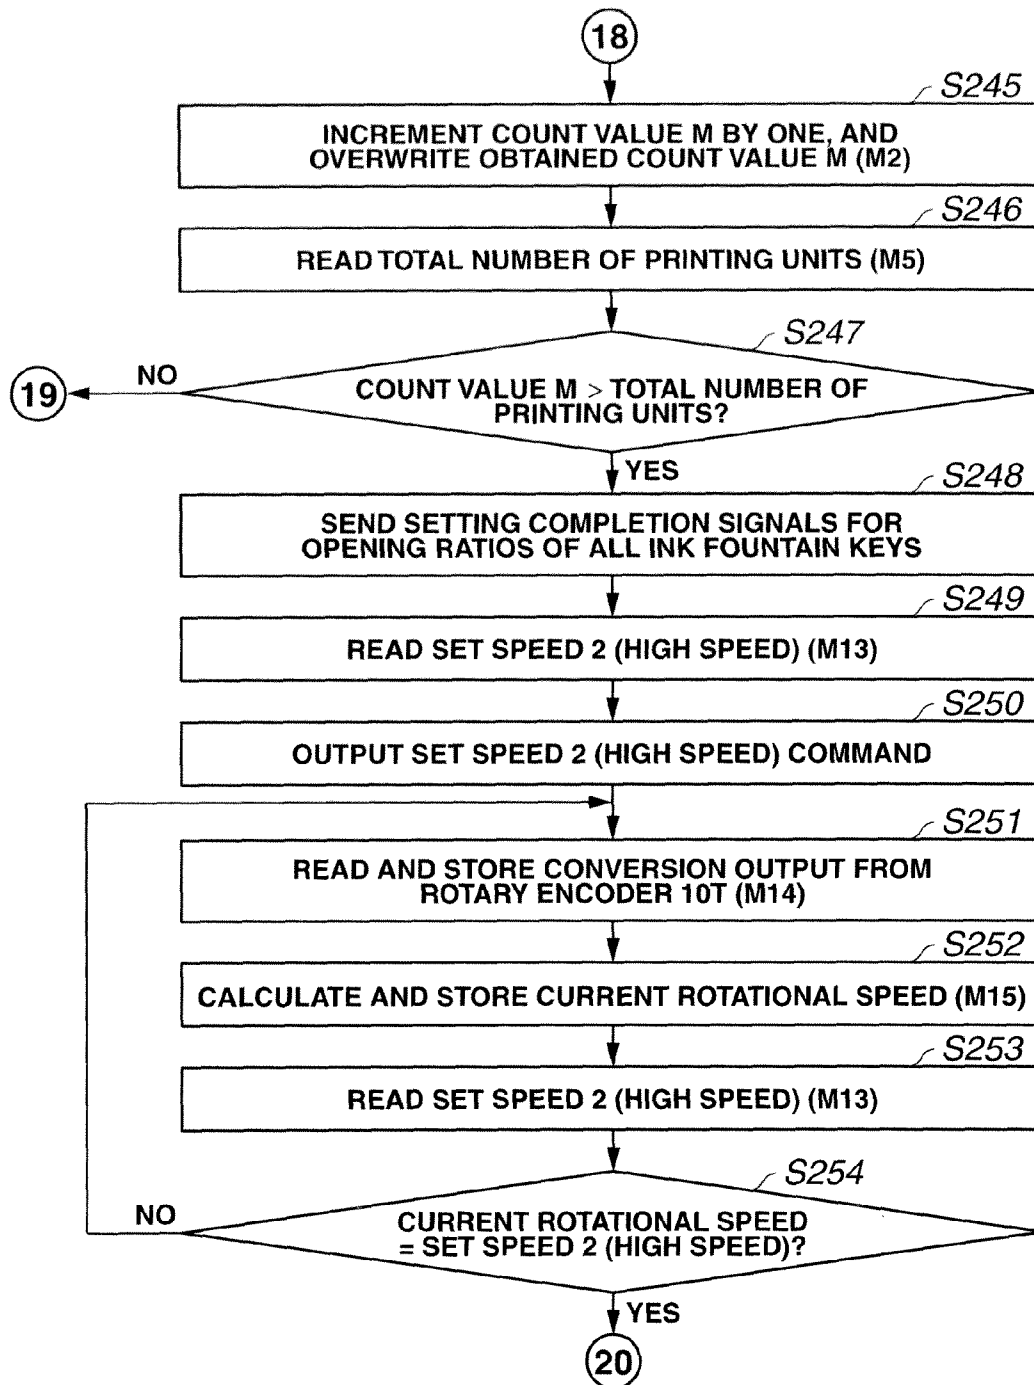 18
S245
INCREMENT COUNT VALUE M BY ONE, AND
OVERWRITE OBTAINED COUNT VALUE M (M2)
S246
READ TOTAL NUMBER OF PRINTING UNITS (M5)
S247
NO
19
COUNT VALUE M > TOTAL NUMBER OF
PRINTING UNITS?
YES
S248
SEND SETTING COMPLETION SIGNALS FOR
OPENING RATIOS OF ALL INK FOUNTAIN KEYS
S249
READ SET SPEED 2 (HIGH SPEED) (M13)
S250
OUTPUT SET SPEED 2 (HIGH SPEED) COMMAND
S251
READ AND STORE CONVERSION OUTPUT FROM
ROTARY ENCODER 10T (M14)
S252
CALCULATE AND STORE CURRENT ROTATIONAL SPEED (M15)
S253
READ SET SPEED 2 (HIGH SPEED) (M13)
S254
NO
CURRENT ROTATIONAL SPEED
= SET SPEED 2 (HIGH SPEED)?
YES
20